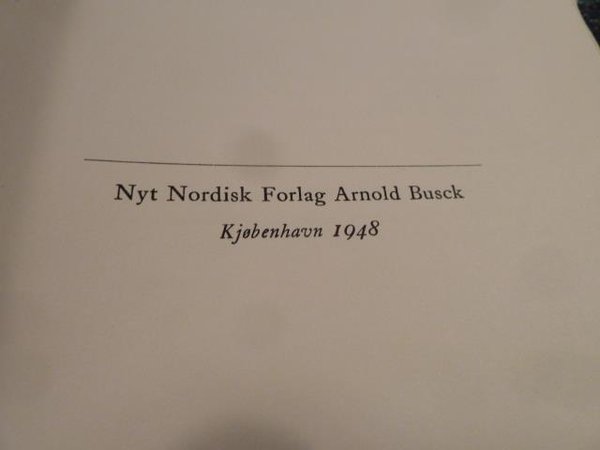 Nyt Nordisk Forlag Arnold Busck
Kjøbenhavn 1948